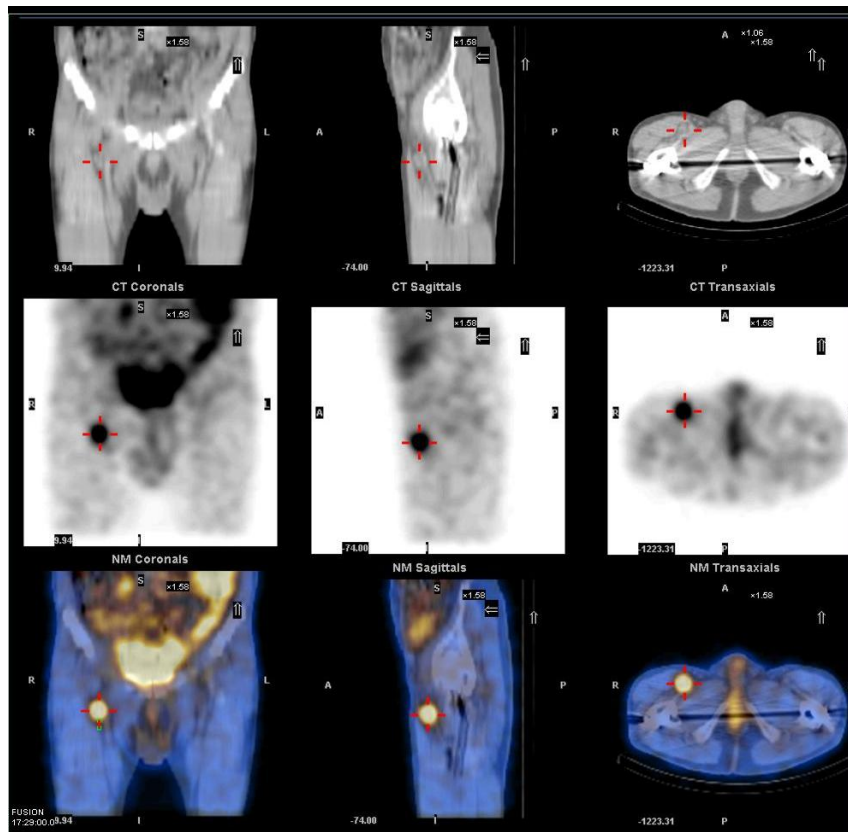 S
×1.58
⇑
R
L
9.94
I
CT Coronals
S
×1.58
⇐
⇑
A
P
-74.00
I
CT Sagittals
A
×1.06
×1.58
⇑
⇑
R
-1223.31
P
CT Transaxials
S
×1.58
⇑
R
L
9.94
I
NM Coronals
S
×1.58
⇐
⇑
A
P
-74.00
I
NM Sagittals
A
×1.58
⇑
R
-1223.31
P
NM Transaxials
S
×1.58
⇑
R
L
FUSION
17:29:00.0
9.94
I
S
×1.58
⇐
⇑
A
P
-74.00
I
A
×1.58
⇑
R
-1223.31
P